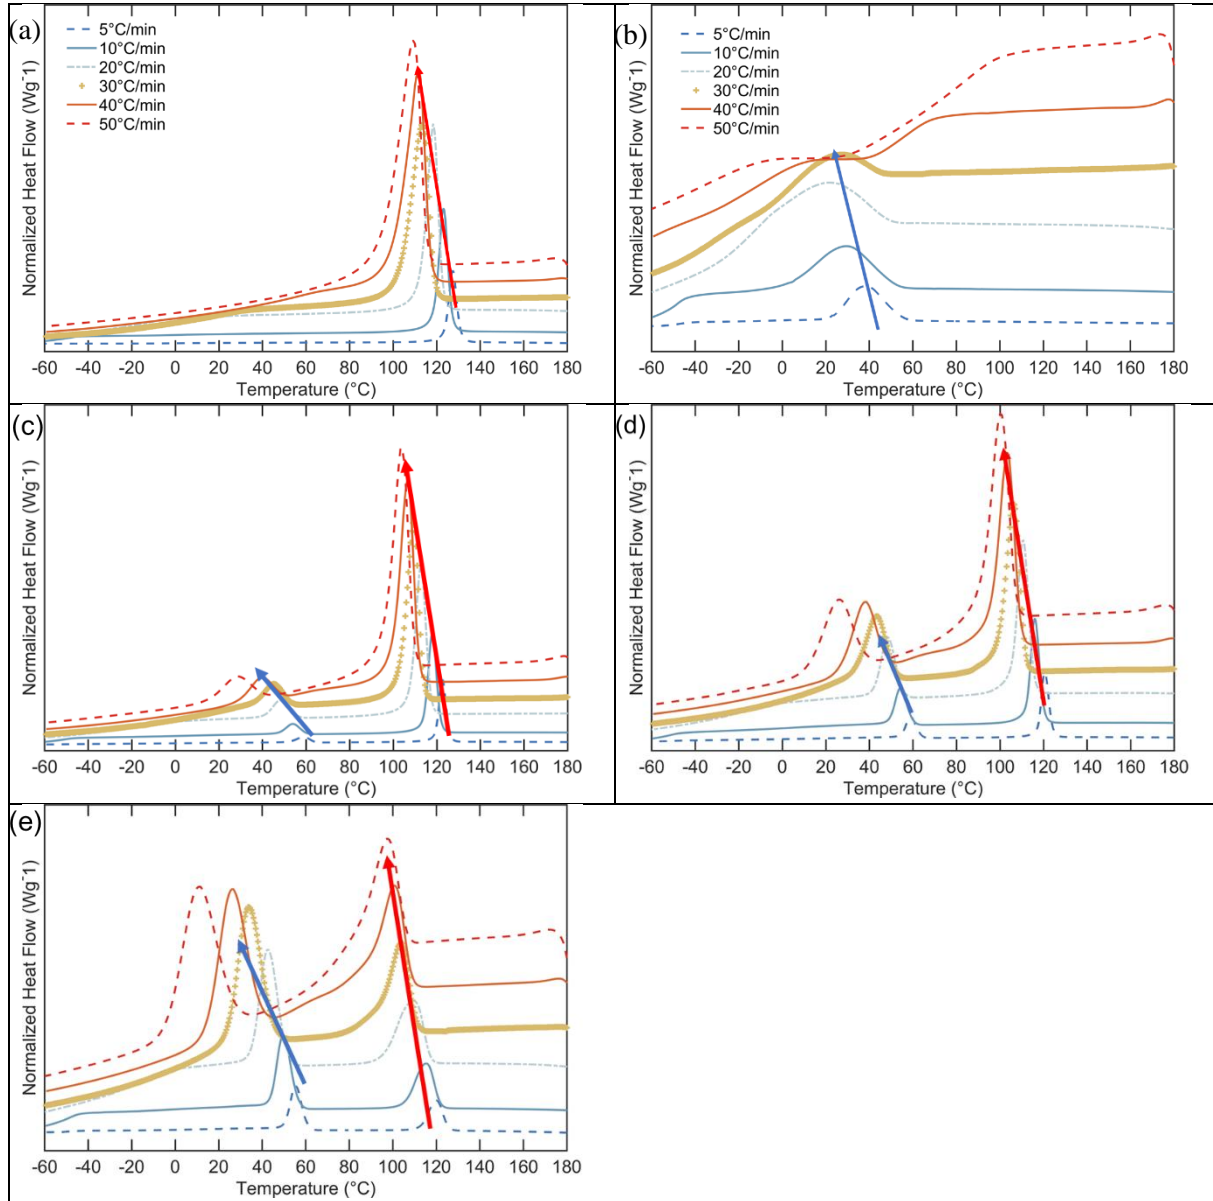 (a)
5°C/min
10°C/min
20°C/min
30°C/min
40°C/min
50°C/min
Normalized Heat Flow (Wg⁻¹)
-60 -40 -20 0 20 40 60 80 100 120 140 160 180
Temperature (°C)
(b)
5°C/min
10°C/min
20°C/min
30°C/min
40°C/min
50°C/min
Normalized Heat Flow (Wg⁻¹)
-60 -40 -20 0 20 40 60 80 100 120 140 160 180
Temperature (°C)
(c)
Normalized Heat Flow (Wg⁻¹)
-60 -40 -20 0 20 40 60 80 100 120 140 160 180
Temperature (°C)
(d)
Normalized Heat Flow (Wg⁻¹)
-60 -40 -20 0 20 40 60 80 100 120 140 160 180
Temperature (°C)
(e)
Normalized Heat Flow (Wg⁻¹)
-60 -40 -20 0 20 40 60 80 100 120 140 160 180
Temperature (°C)